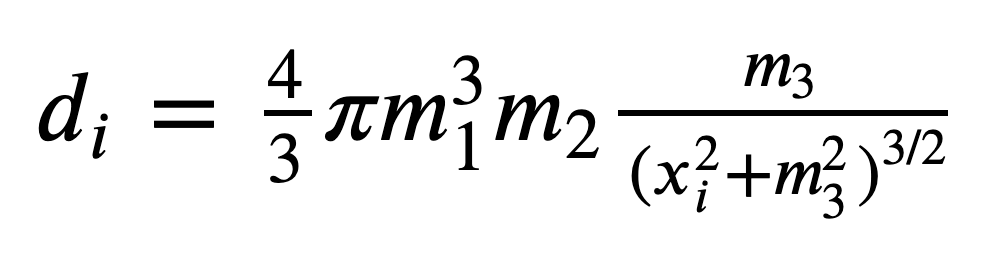 d_i = \frac{4}{3} \pi m_1^3 m_2 \frac{m_3}{(x_i^2 + m_3^2)^{3/2}}